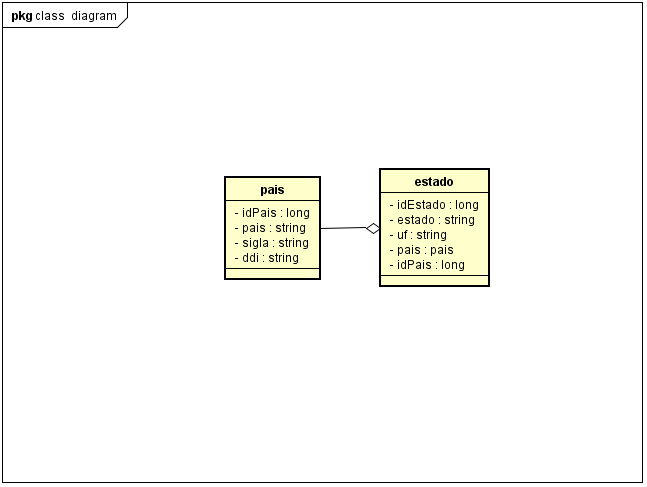 pkg class diagram
pais
- idPais : long
- pais : string
- sigla : string
- ddi : string
estado
- idEstado : long
- estado : string
- uf : string
- pais : pais
- idPais : long